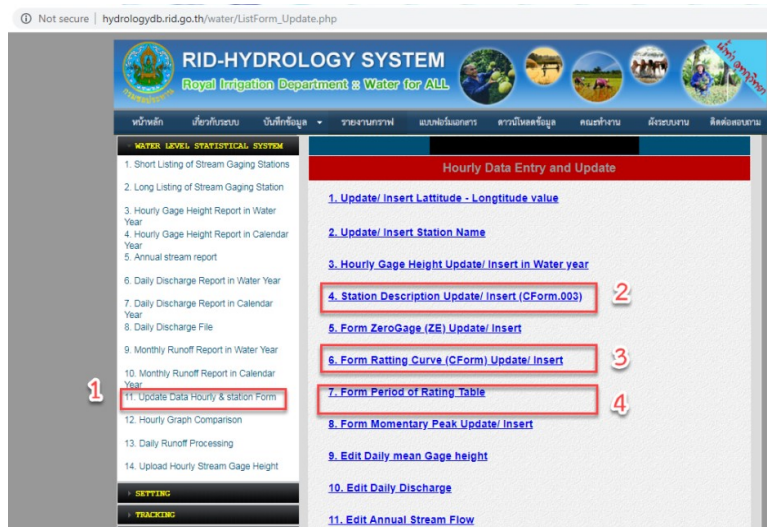 Not secure | hydrologydb.rid.go.th/water/ListForm_Update.php
RID-HYDROLOGY SYSTEM
Royal Irrigation Department :: Water for ALL
หน้าหลัก เกี่ยวกับระบบ บันทึกข้อมูล รายงานกราฟ แบบฟอร์มเอกสาร ดาวน์โหลดข้อมูล คณะทำงาน ผังระบบงาน ติดต่อสอบถาม
- WATER LEVEL STATISTICAL SYSTEM
1. Short Listing of Stream Gaging Stations
2. Long Listing of Stream Gaging Station
3. Hourly Gage Height Report in Water
Year
4. Hourly Gage Height Report in Calendar
Year
5. Annual stream report
6. Daily Discharge Report in Water Year
7. Daily Discharge Report in Calendar
Year
8. Daily Discharge File
9. Monthly Runoff Report in Water Year
10. Monthly Runoff Report in Calendar
Year
1
11. Update Data Hourly & station Form
12. Hourly Graph Comparison
13. Daily Runoff Processing
14. Upload Hourly Stream Gage Height
SETTING
TRACKING
Hourly Data Entry and Update
1. Update/ Insert Lattitude - Longtitude value
2. Update/ Insert Station Name
3. Hourly Gage Height Update/ Insert in Water year
4. Station Description Update/ Insert (CForm.003) 2
5. Form ZeroGage (ZE) Update/ Insert
6. Form Ratting Curve (CForm) Update/ Insert 3
7. Form Period of Rating Table 4
8. Form Momentary Peak Update/ Insert
9. Edit Daily mean Gage height
10. Edit Daily Discharge
11. Edit Annual Stream Flow